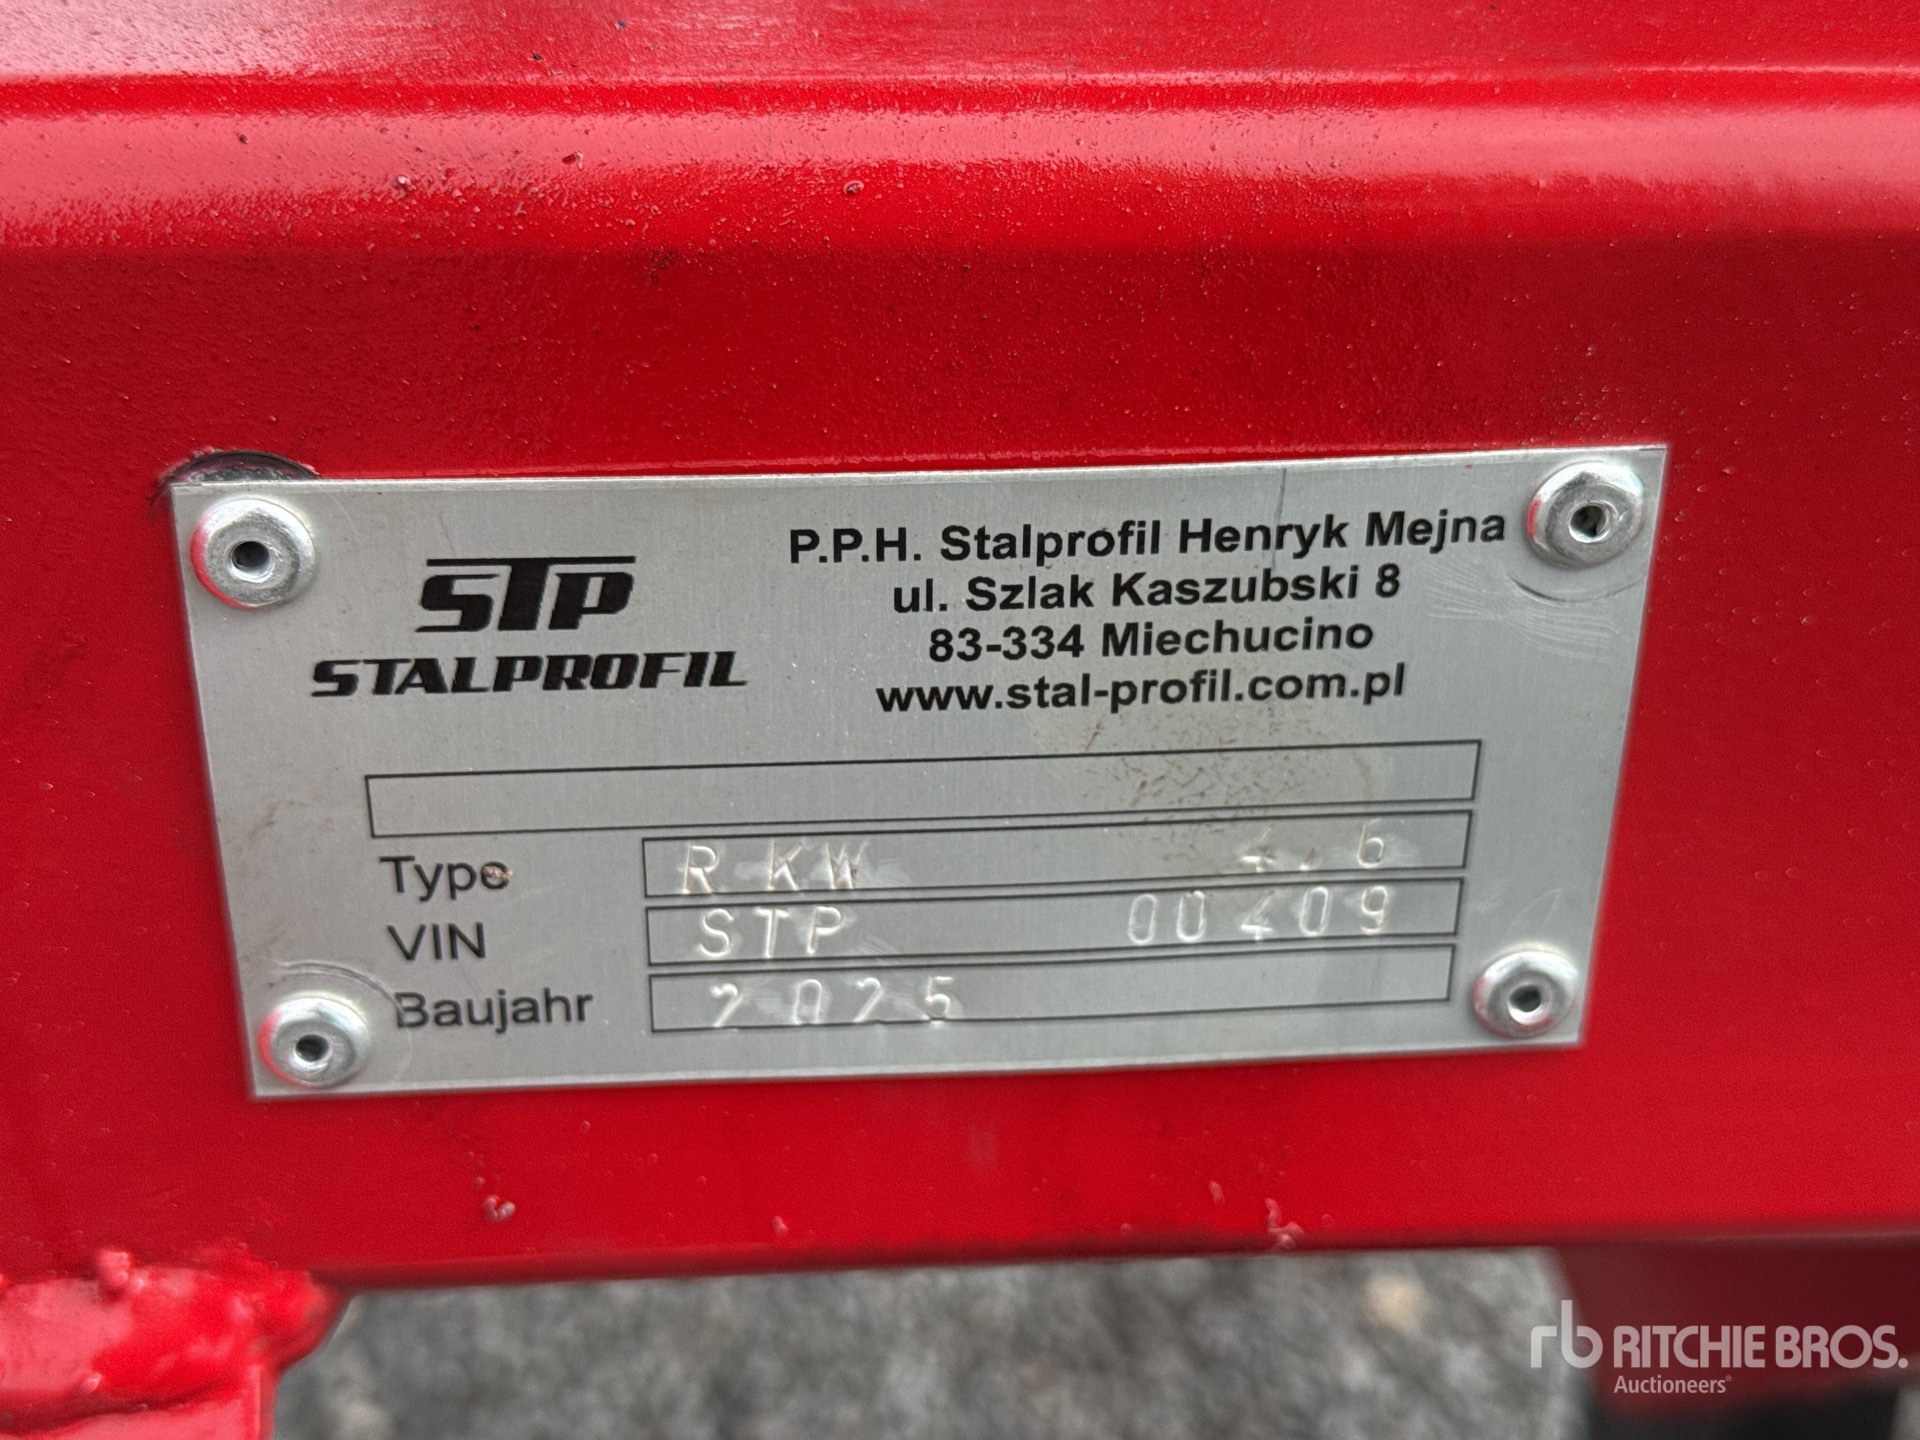 STP
STALPROFIL
P.P.H. Stalprofil Henryk Mejna
ul. Szlak Kaszubski 8
83-334 Miechucino
www.stal-profil.com.pl
Type RKW 4.6
VIN STP 00409
Baujahr 2025
rb RITCHIE BROS.
Auctioneers®